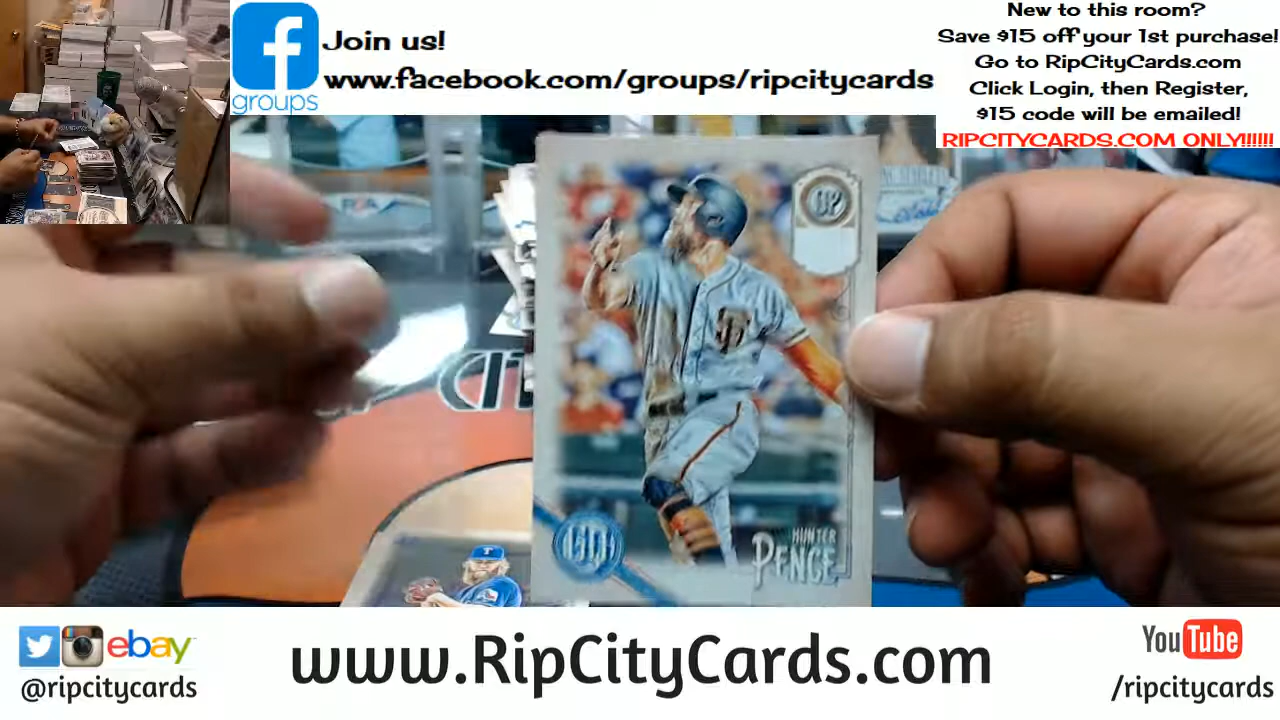 Join us!
www.facebook.com/groups/ripcitycards
groups
New to this room?
Save $15 off your 1st purchase!
Go to RipCityCards.com
Click Login, then Register,
$15 code will be emailed!
RIPCITYCARDS.COM ONLY!!!!!!
PSA
GQ
HUNTER
PENCE
T
ebay
@ripcitycards
www.RipCityCards.com
YouTube
/ripcitycards